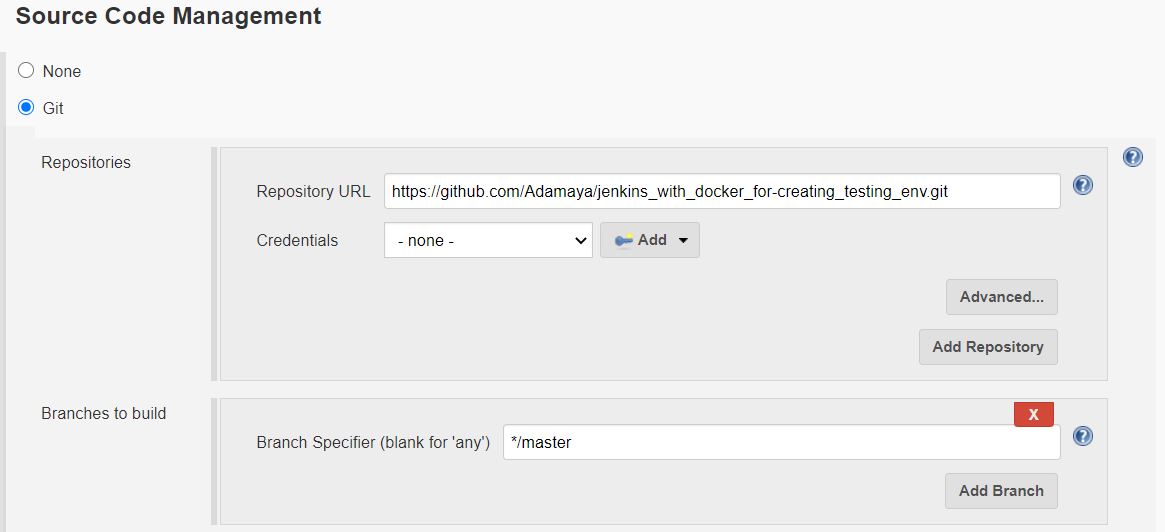 Source Code Management
None
Git
Repositories
?
Repository URL https://github.com/Adamaya/jenkins_with_docker_for-creating_testing_env.git ?
Credentials - none - Add
Advanced...
Add Repository
Branches to build
X
Branch Specifier (blank for 'any') */master ?
Add Branch